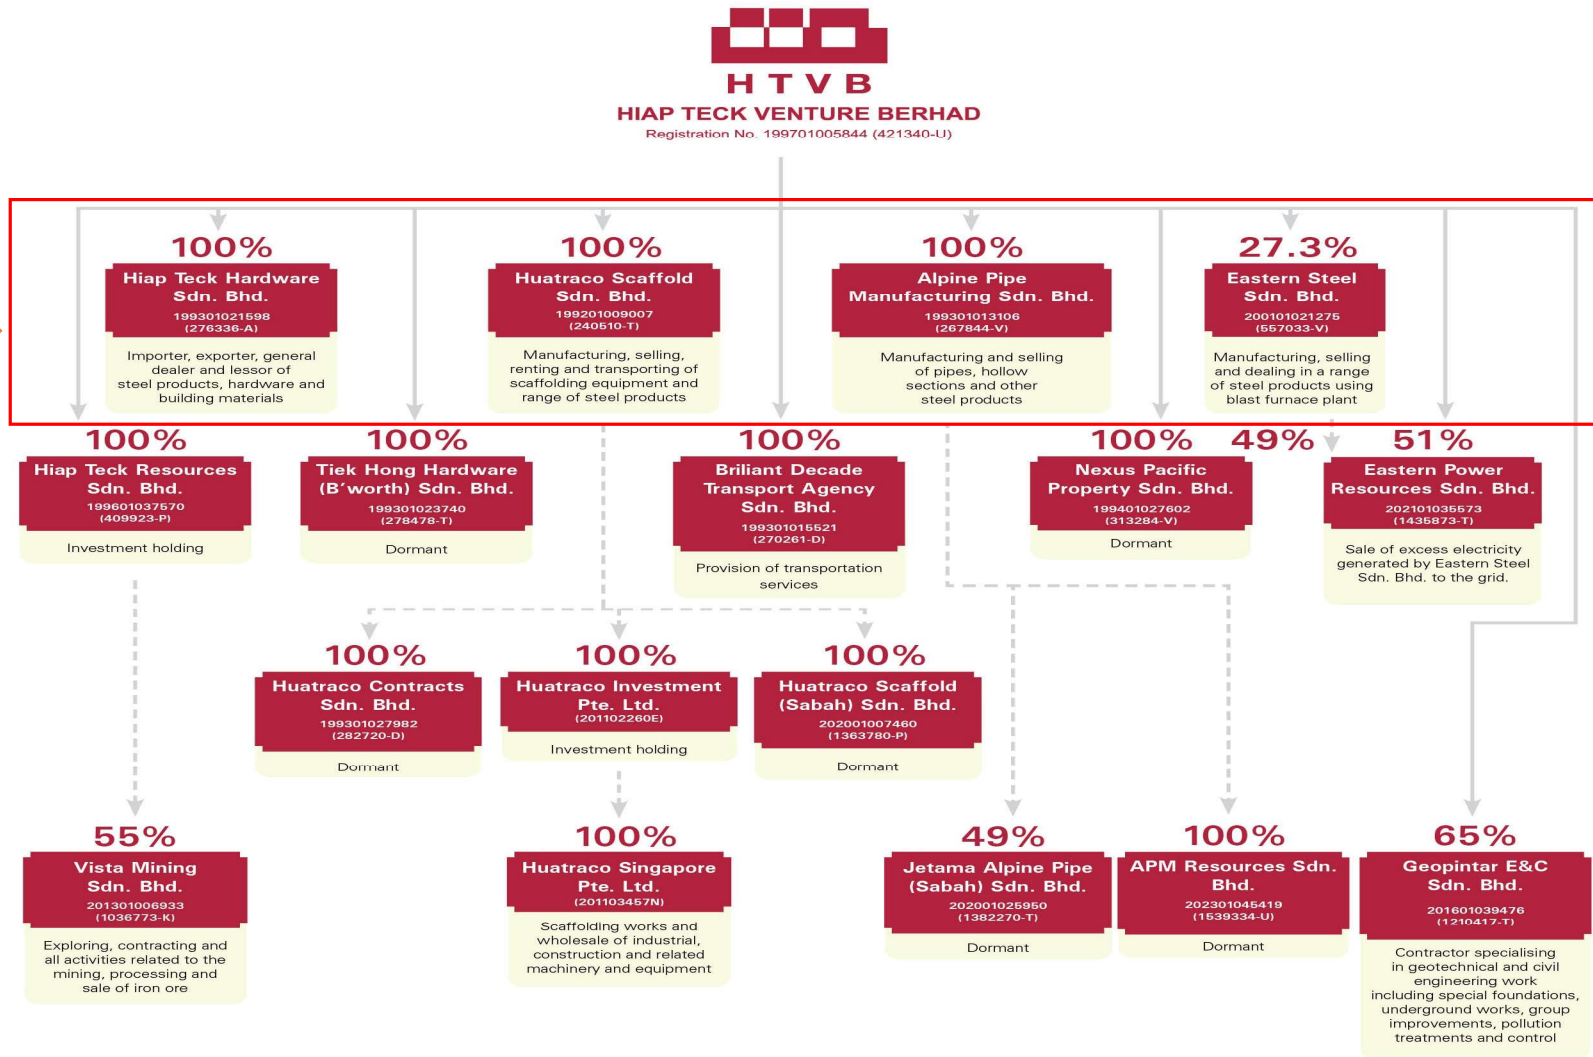 H T V B
HIAP TECK VENTURE BERHAD
Registration No. 199701005844 (421340-U)
100%
Hiap Teck Hardware
Sdn. Bhd.
199301021598
(276336-A)
Importer, exporter, general
dealer and lessor of
steel products, hardware and
building materials
100%
Huatraco Scaffold
Sdn. Bhd.
199201009007
(240510-T)
Manufacturing, selling,
renting and transporting of
scaffolding equipment and
range of steel products
100%
Alpine Pipe
Manufacturing Sdn. Bhd.
199301013106
(267844-V)
Manufacturing and selling
of pipes, hollow
sections and other
steel products
27.3%
Eastern Steel
Sdn. Bhd.
200101021275
(557033-V)
Manufacturing, selling
and dealing in a range
of steel products using
blast furnace plant
100%
Hiap Teck Resources
Sdn. Bhd.
199601037570
(409923-P)
Investment holding
100%
Tiek Hong Hardware
(B'worth) Sdn. Bhd.
199301023740
(278478-T)
Dormant
100%
Briliant Decade
Transport Agency
Sdn. Bhd.
199301015521
(270261-D)
Provision of transportation
services
100%
Nexus Pacific
Property Sdn. Bhd.
199401027602
(313284-V)
Dormant
49%
51%
Eastern Power
Resources Sdn. Bhd.
202101035573
(1435873-T)
Sale of excess electricity
generated by Eastern Steel
Sdn. Bhd. to the grid.
100%
Huatraco Contracts
Sdn. Bhd.
199301027982
(282720-D)
Dormant
100%
Huatraco Investment
Pte. Ltd.
(201102260E)
Investment holding
100%
Huatraco Scaffold
(Sabah) Sdn. Bhd.
202001007460
(1363780-P)
Dormant
55%
Vista Mining
Sdn. Bhd.
201301006933
(1036773-K)
Exploring, contracting and
all activities related to the
mining, processing and
sale of iron ore
100%
Huatraco Singapore
Pte. Ltd.
(201103457N)
Scaffolding works and
wholesale of industrial,
construction and related
machinery and equipment
49%
Jetama Alpine Pipe
(Sabah) Sdn. Bhd.
202001025950
(1382270-T)
Dormant
100%
APM Resources Sdn.
Bhd.
202301045419
(1539334-U)
Dormant
65%
Geopintar E&C
Sdn. Bhd.
201601039476
(1210417-T)
Contractor specialising
in geotechnical and civil
engineering work
including special foundations,
underground works, group
improvements, pollution
treatments and control